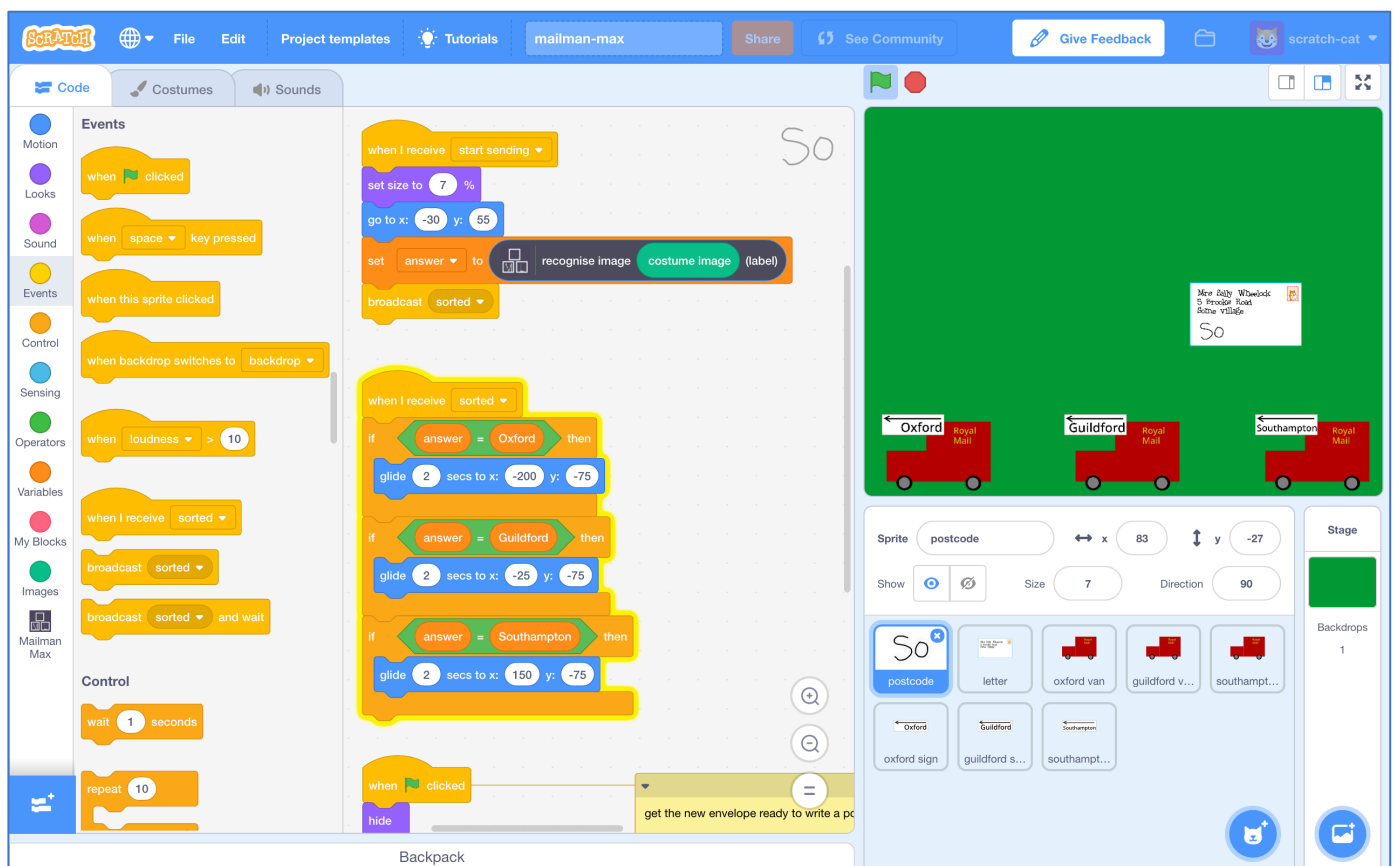 SCRATCH File Edit Project templates Tutorials mailman-max Share See Community Give Feedback scratch-cat
Code Costumes Sounds
Motion
Looks
Sound
Events
Control
Sensing
Operators
Variables
My Blocks
Images
Mailman
Max
Events
when clicked
when space key pressed
when this sprite clicked
when backdrop switches to backdrop
when loudness > 10
when I receive sorted
broadcast sorted
broadcast sorted and wait
Control
wait 1 seconds
repeat 10
So
when I receive start sending
set size to 7 %
go to x: -30 y: 55
set answer to recognise image costume image (label)
broadcast sorted
when I receive sorted
if answer = Oxford then
glide 2 secs to x: -200 y: -75
if answer = Guildford then
glide 2 secs to x: -25 y: -75
if answer = Southampton then
glide 2 secs to x: 150 y: -75
when clicked
hide
get the new envelope ready to write a po
Backpack
Mrs Sally Wheelock
5 Brooke Road
Some village
So
Oxford
Royal
Mail
Guildford
Royal
Mail
Southampton
Royal
Mail
Sprite postcode x 83 y -27
Show Size 7 Direction 90
So
postcode
letter
oxford van
guildford v...
southampt...
Oxford
oxford sign
Guildford
guildford s...
Southampton
southampt...
Stage
Backdrops
1